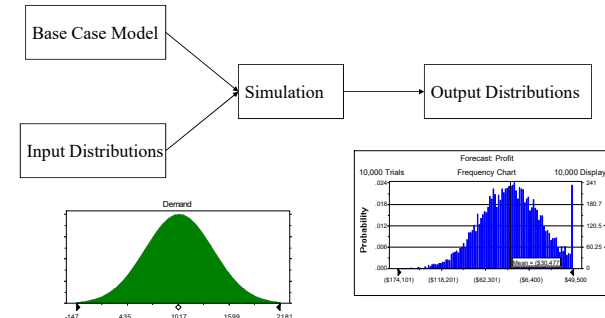 Base Case Model
Simulation
Output Distributions
Input Distributions
Demand
-147 435 1017 1599 2181
Forecast: Profit
10,000 Trials Frequency Chart 10,000 Display
Probability
.024
.018
.012
.006
.000
241
180.7
120.5
60.25
0
Mean = ($30,477
($174,101) ($118,201) ($62,301) ($6,400) $49,500